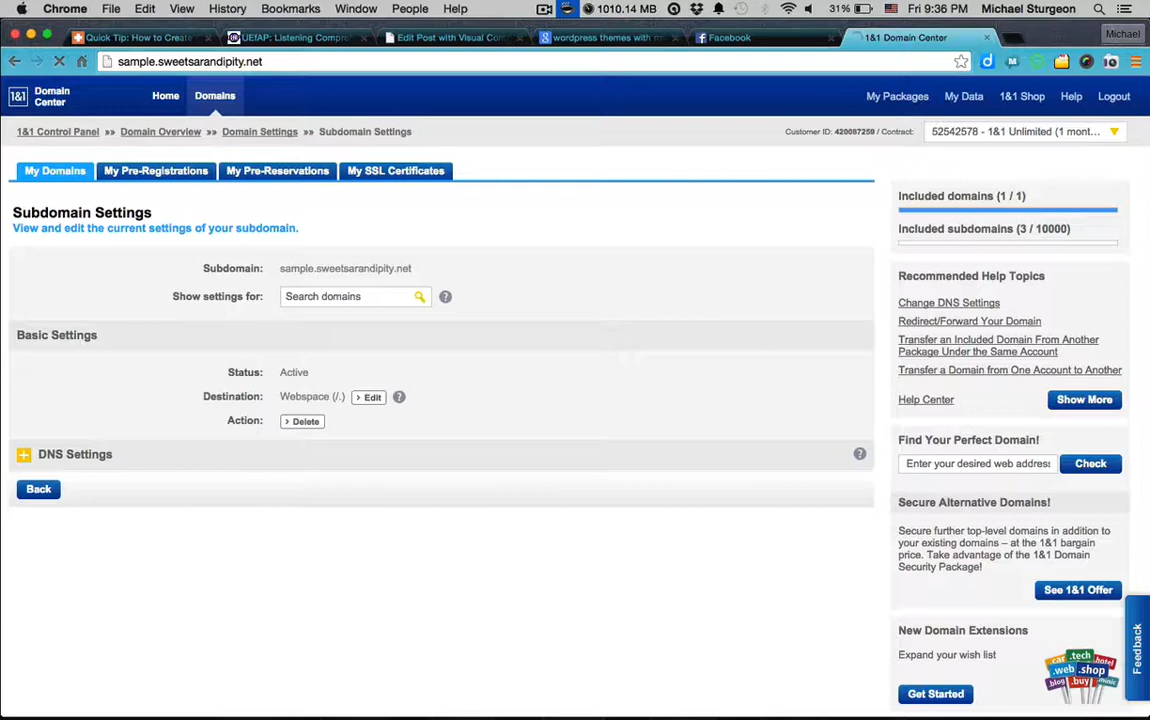 Chrome File Edit View History Bookmarks Window People Help 1010.14 MB 31% Fri 9:36 PM Michael Sturgeon
Quick Tip: How to Create UEfAP: Listening Compre Edit Post with Visual Com wordpress themes with m Facebook 1&1 Domain Center Michael
sample.sweetsarandipity.net
1&1 Domain Center Home Domains My Packages My Data 1&1 Shop Help Logout
1&1 Control Panel »» Domain Overview »» Domain Settings »» Subdomain Settings Customer ID: 420087259 / Contract: 52542578 - 1&1 Unlimited (1 mont...
My Domains My Pre-Registrations My Pre-Reservations My SSL Certificates
Subdomain Settings
View and edit the current settings of your subdomain.
Subdomain: sample.sweetsarandipity.net
Show settings for: Search domains ?
Basic Settings
Status: Active
Destination: Webspace (/.) › Edit ?
Action: › Delete
DNS Settings ?
Back
Included domains (1 / 1)
Included subdomains (3 / 10000)
Recommended Help Topics
Change DNS Settings
Redirect/Forward Your Domain
Transfer an Included Domain From Another
Package Under the Same Account
Transfer a Domain from One Account to Another
Help Center Show More
Find Your Perfect Domain!
Enter your desired web address Check
Secure Alternative Domains!
Secure further top-level domains in addition to
your existing domains – at the 1&1 bargain
price. Take advantage of the 1&1 Domain
Security Package!
See 1&1 Offer
New Domain Extensions
Expand your wish list
car .tech hotel
.web .shop
blog .buy music
Get Started
Feedback